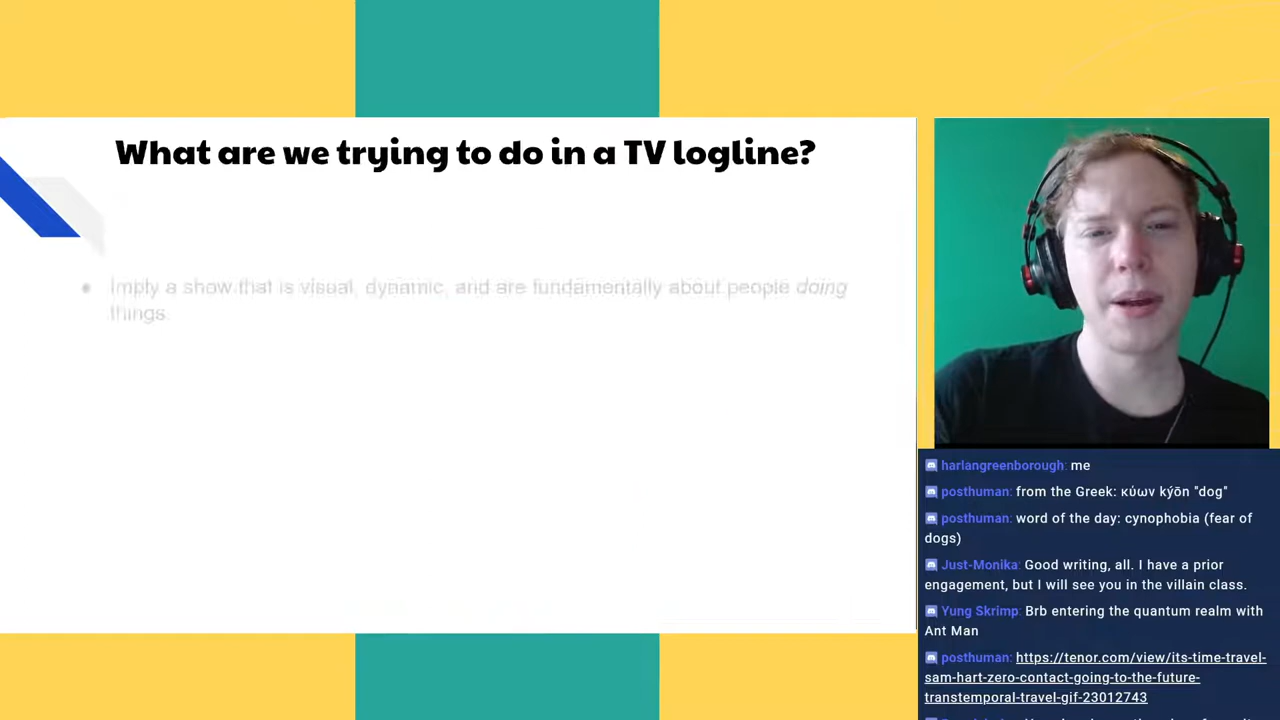 What are we trying to do in a TV logline?
● Imply a show that is visual, dynamic, and are fundamentally about people doing
things.
harlangreenborough: me
posthuman: from the Greek: κύων kýōn "dog"
posthuman: word of the day: cynophobia (fear of
dogs)
Just-Monika: Good writing, all. I have a prior
engagement, but I will see you in the villain class.
Yung Skrimp: Brb entering the quantum realm with
Ant Man
posthuman: https://tenor.com/view/its-time-travel-
sam-hart-zero-contact-going-to-the-future-
transtemporal-travel-gif-23012743